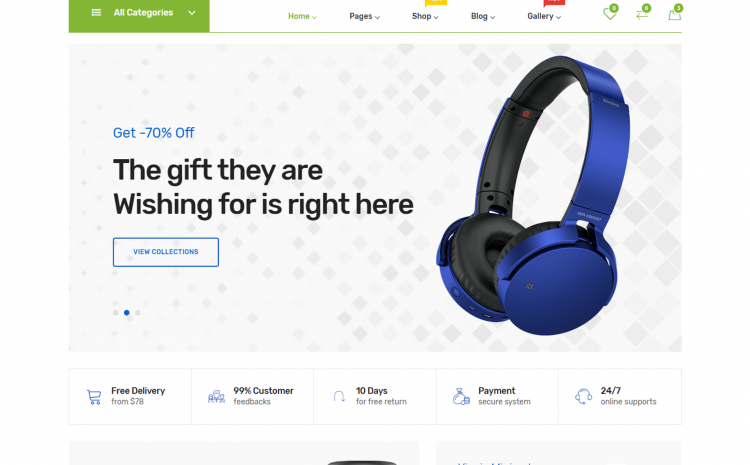 All Categories
Home
Pages
Shop
Blog
Gallery
0
0
3
Get -70% Off
The gift they are
Wishing for is right here
VIEW COLLECTIONS
Free Delivery
from $78
99% Customer
feedbacks
10 Days
for free return
Payment
secure system
24/7
online supports